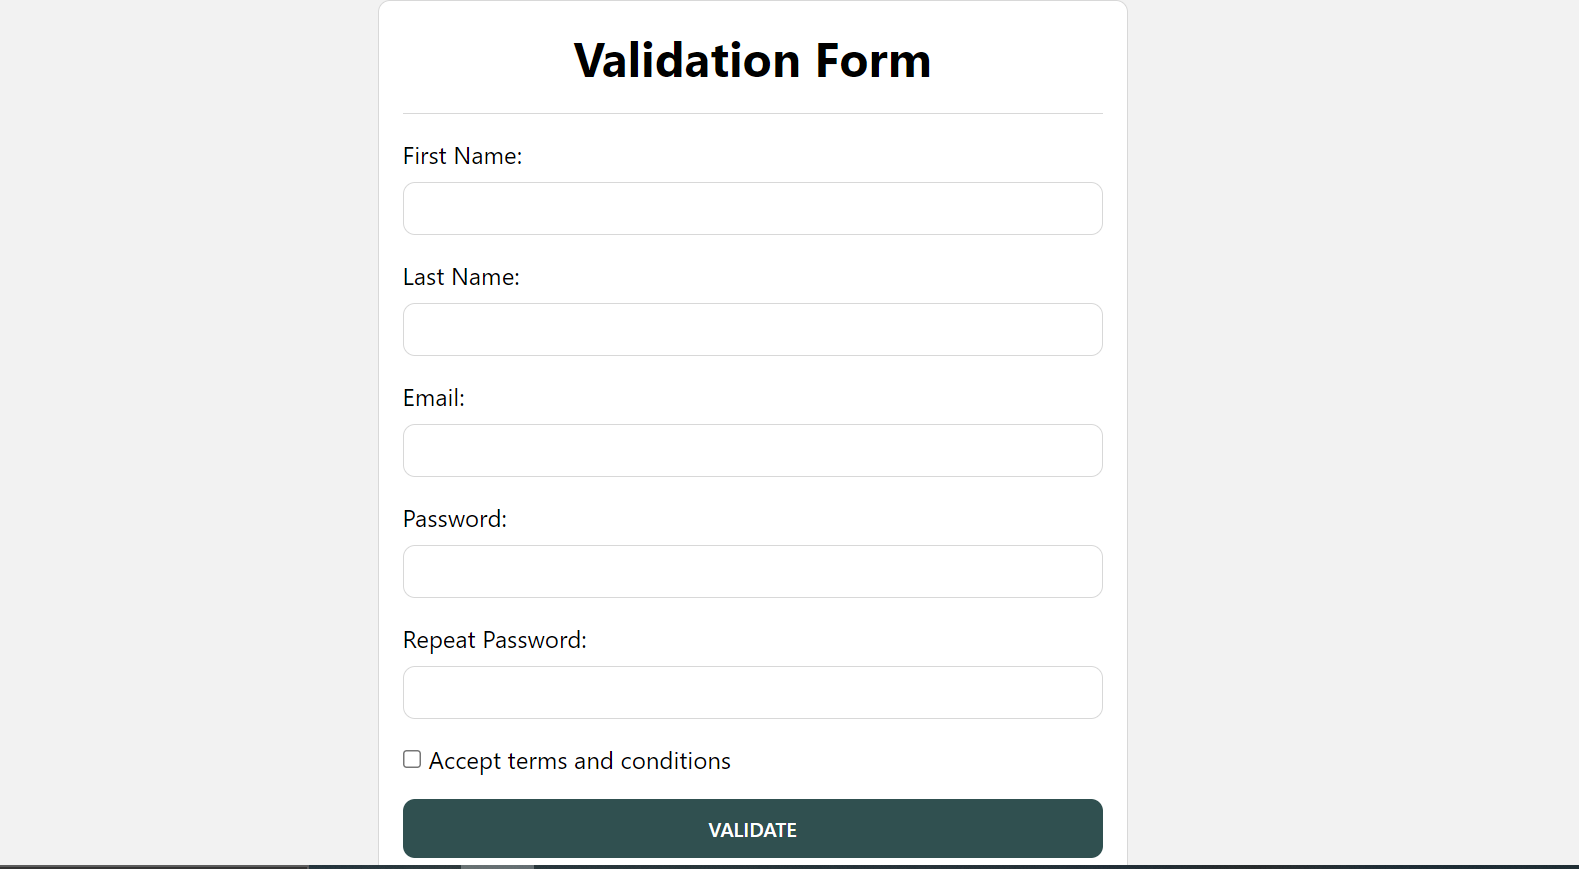 Validation Form
First Name:
Last Name:
Email:
Password:
Repeat Password:
Accept terms and conditions
VALIDATE